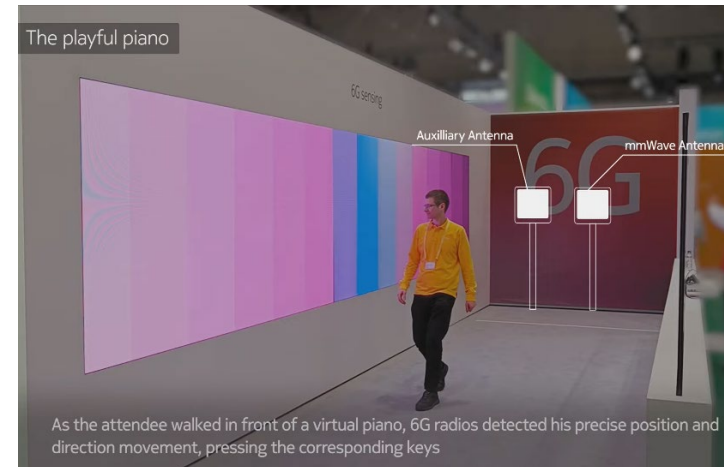 The playful piano
6G sensing
Auxilliary Antenna
mmWave Antenna
6G
As the attendee walked in front of a virtual piano, 6G radios detected his precise position and
direction movement, pressing the corresponding keys